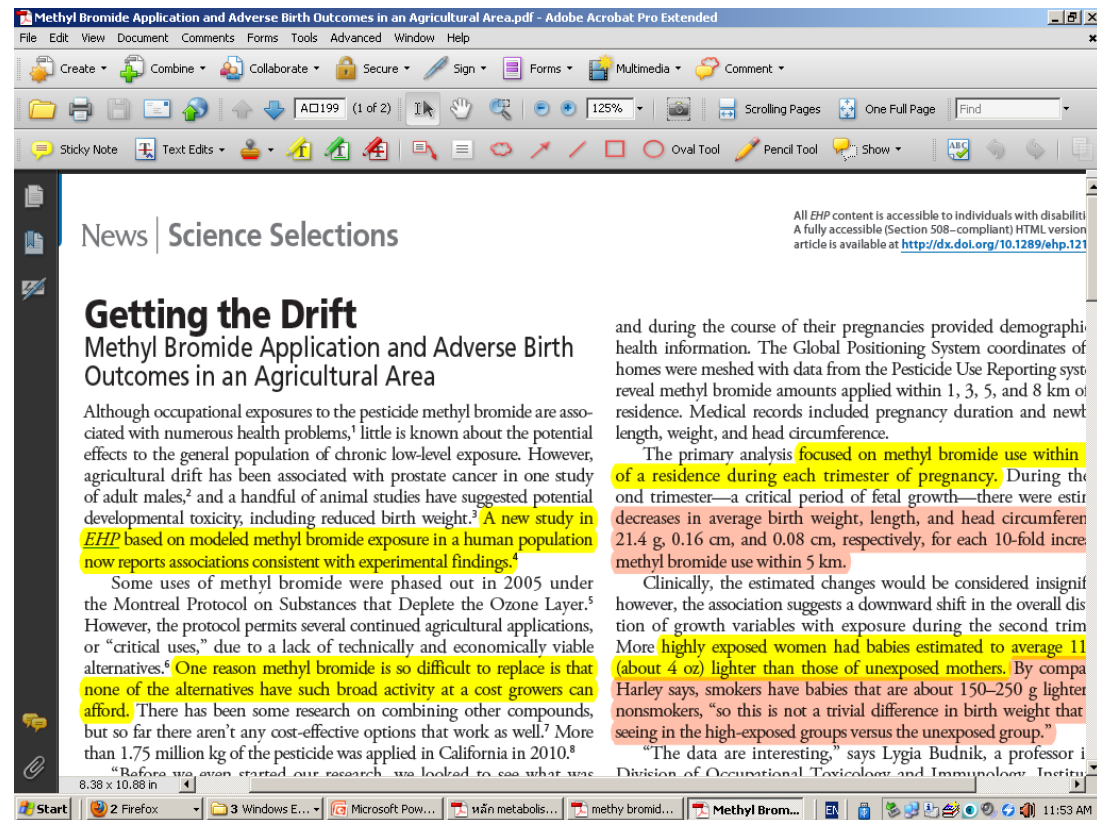 Methyl Bromide Application and Adverse Birth Outcomes in an Agricultural Area.pdf - Adobe Acrobat Pro Extended
File Edit View Document Comments Forms Tools Advanced Window Help
Create Combine Collaborate Secure Sign Forms Multimedia Comment
A□199 (1 of 2) 125% Scrolling Pages One Full Page Find
Sticky Note Text Edits Oval Tool Pencil Tool Show
News | Science Selections
All EHP content is accessible to individuals with disabiliti
A fully accessible (Section 508–compliant) HTML version
article is available at http://dx.doi.org/10.1289/ehp.121
Getting the Drift
Methyl Bromide Application and Adverse Birth
Outcomes in an Agricultural Area
Although occupational exposures to the pesticide methyl bromide are asso-
ciated with numerous health problems,1 little is known about the potential
effects to the general population of chronic low-level exposure. However,
agricultural drift has been associated with prostate cancer in one study
of adult males,2 and a handful of animal studies have suggested potential
developmental toxicity, including reduced birth weight.3 A new study in
EHP based on modeled methyl bromide exposure in a human population
now reports associations consistent with experimental findings.4
Some uses of methyl bromide were phased out in 2005 under
the Montreal Protocol on Substances that Deplete the Ozone Layer.5
However, the protocol permits several continued agricultural applications,
or “critical uses,” due to a lack of technically and economically viable
alternatives.6 One reason methyl bromide is so difficult to replace is that
none of the alternatives have such broad activity at a cost growers can
afford. There has been some research on combining other compounds,
but so far there aren’t any cost-effective options that work as well.7 More
than 1.75 million kg of the pesticide was applied in California in 2010.8
“Before we even started our research, we looked to see what was
and during the course of their pregnancies provided demographi
health information. The Global Positioning System coordinates of
homes were meshed with data from the Pesticide Use Reporting syst
reveal methyl bromide amounts applied within 1, 3, 5, and 8 km o
residence. Medical records included pregnancy duration and newb
length, weight, and head circumference.
The primary analysis focused on methyl bromide use within
of a residence during each trimester of pregnancy. During the
ond trimester—a critical period of fetal growth—there were estir
decreases in average birth weight, length, and head circumferen
21.4 g, 0.16 cm, and 0.08 cm, respectively, for each 10-fold incre
methyl bromide use within 5 km.
Clinically, the estimated changes would be considered insignif
however, the association suggests a downward shift in the overall dis
tion of growth variables with exposure during the second trim
More highly exposed women had babies estimated to average 11
(about 4 oz) lighter than those of unexposed mothers. By compa
Harley says, smokers have babies that are about 150–250 g lighter
nonsmokers, “so this is not a trivial difference in birth weight that
seeing in the high-exposed groups versus the unexposed group.”
“The data are interesting,” says Lygia Budnik, a professor i
Division of Occupational Toxicology and Immunology, Institu
8.38 x 10.88 in
Start 2 Firefox 3 Windows E... Microsoft Pow... หลัก metabolis... methy bromid... Methyl Brom... EN 11:53 AM